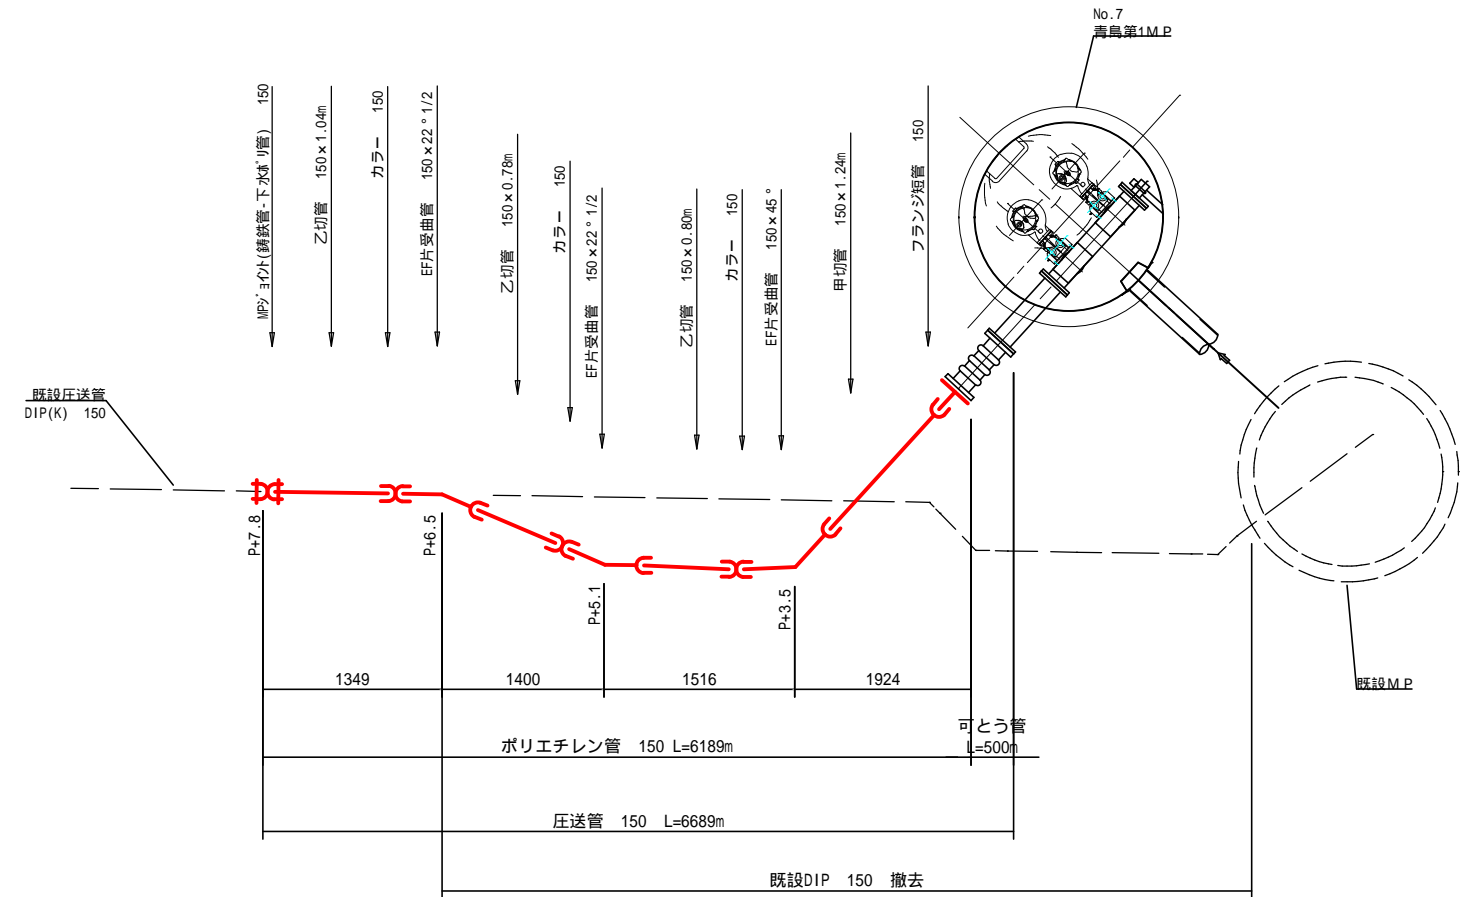 No.7
青島第1M.P
MPジョイント(鋳鉄管-下水ポリ管) 150
乙切管 150×1.04m
カラー 150
EF片受曲管 150×22°1/2
乙切管 150×0.78m
カラー 150
EF片受曲管 150×22°1/2
乙切管 150×0.80m
カラー 150
EF片受曲管 150×45°
甲切管 150×1.24m
フランジ短管 150
既設圧送管
DIP(K) 150
P+7.8
P+6.5
P+5.1
P+3.5
1349
1400
1516
1924
既設M.P
可とう管
L=500m
ポリエチレン管 150 L=6189m
圧送管 150 L=6689m
既設DIP 150 撤去